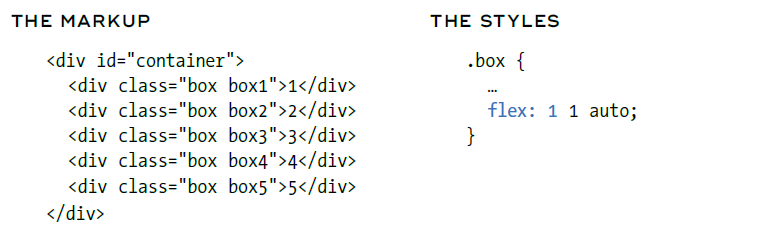 THE MARKUP
<div id="container">
<div class="box box1">1</div>
<div class="box box2">2</div>
<div class="box box3">3</div>
<div class="box box4">4</div>
<div class="box box5">5</div>
</div>
THE STYLES
.box {
…
flex: 1 1 auto;
}